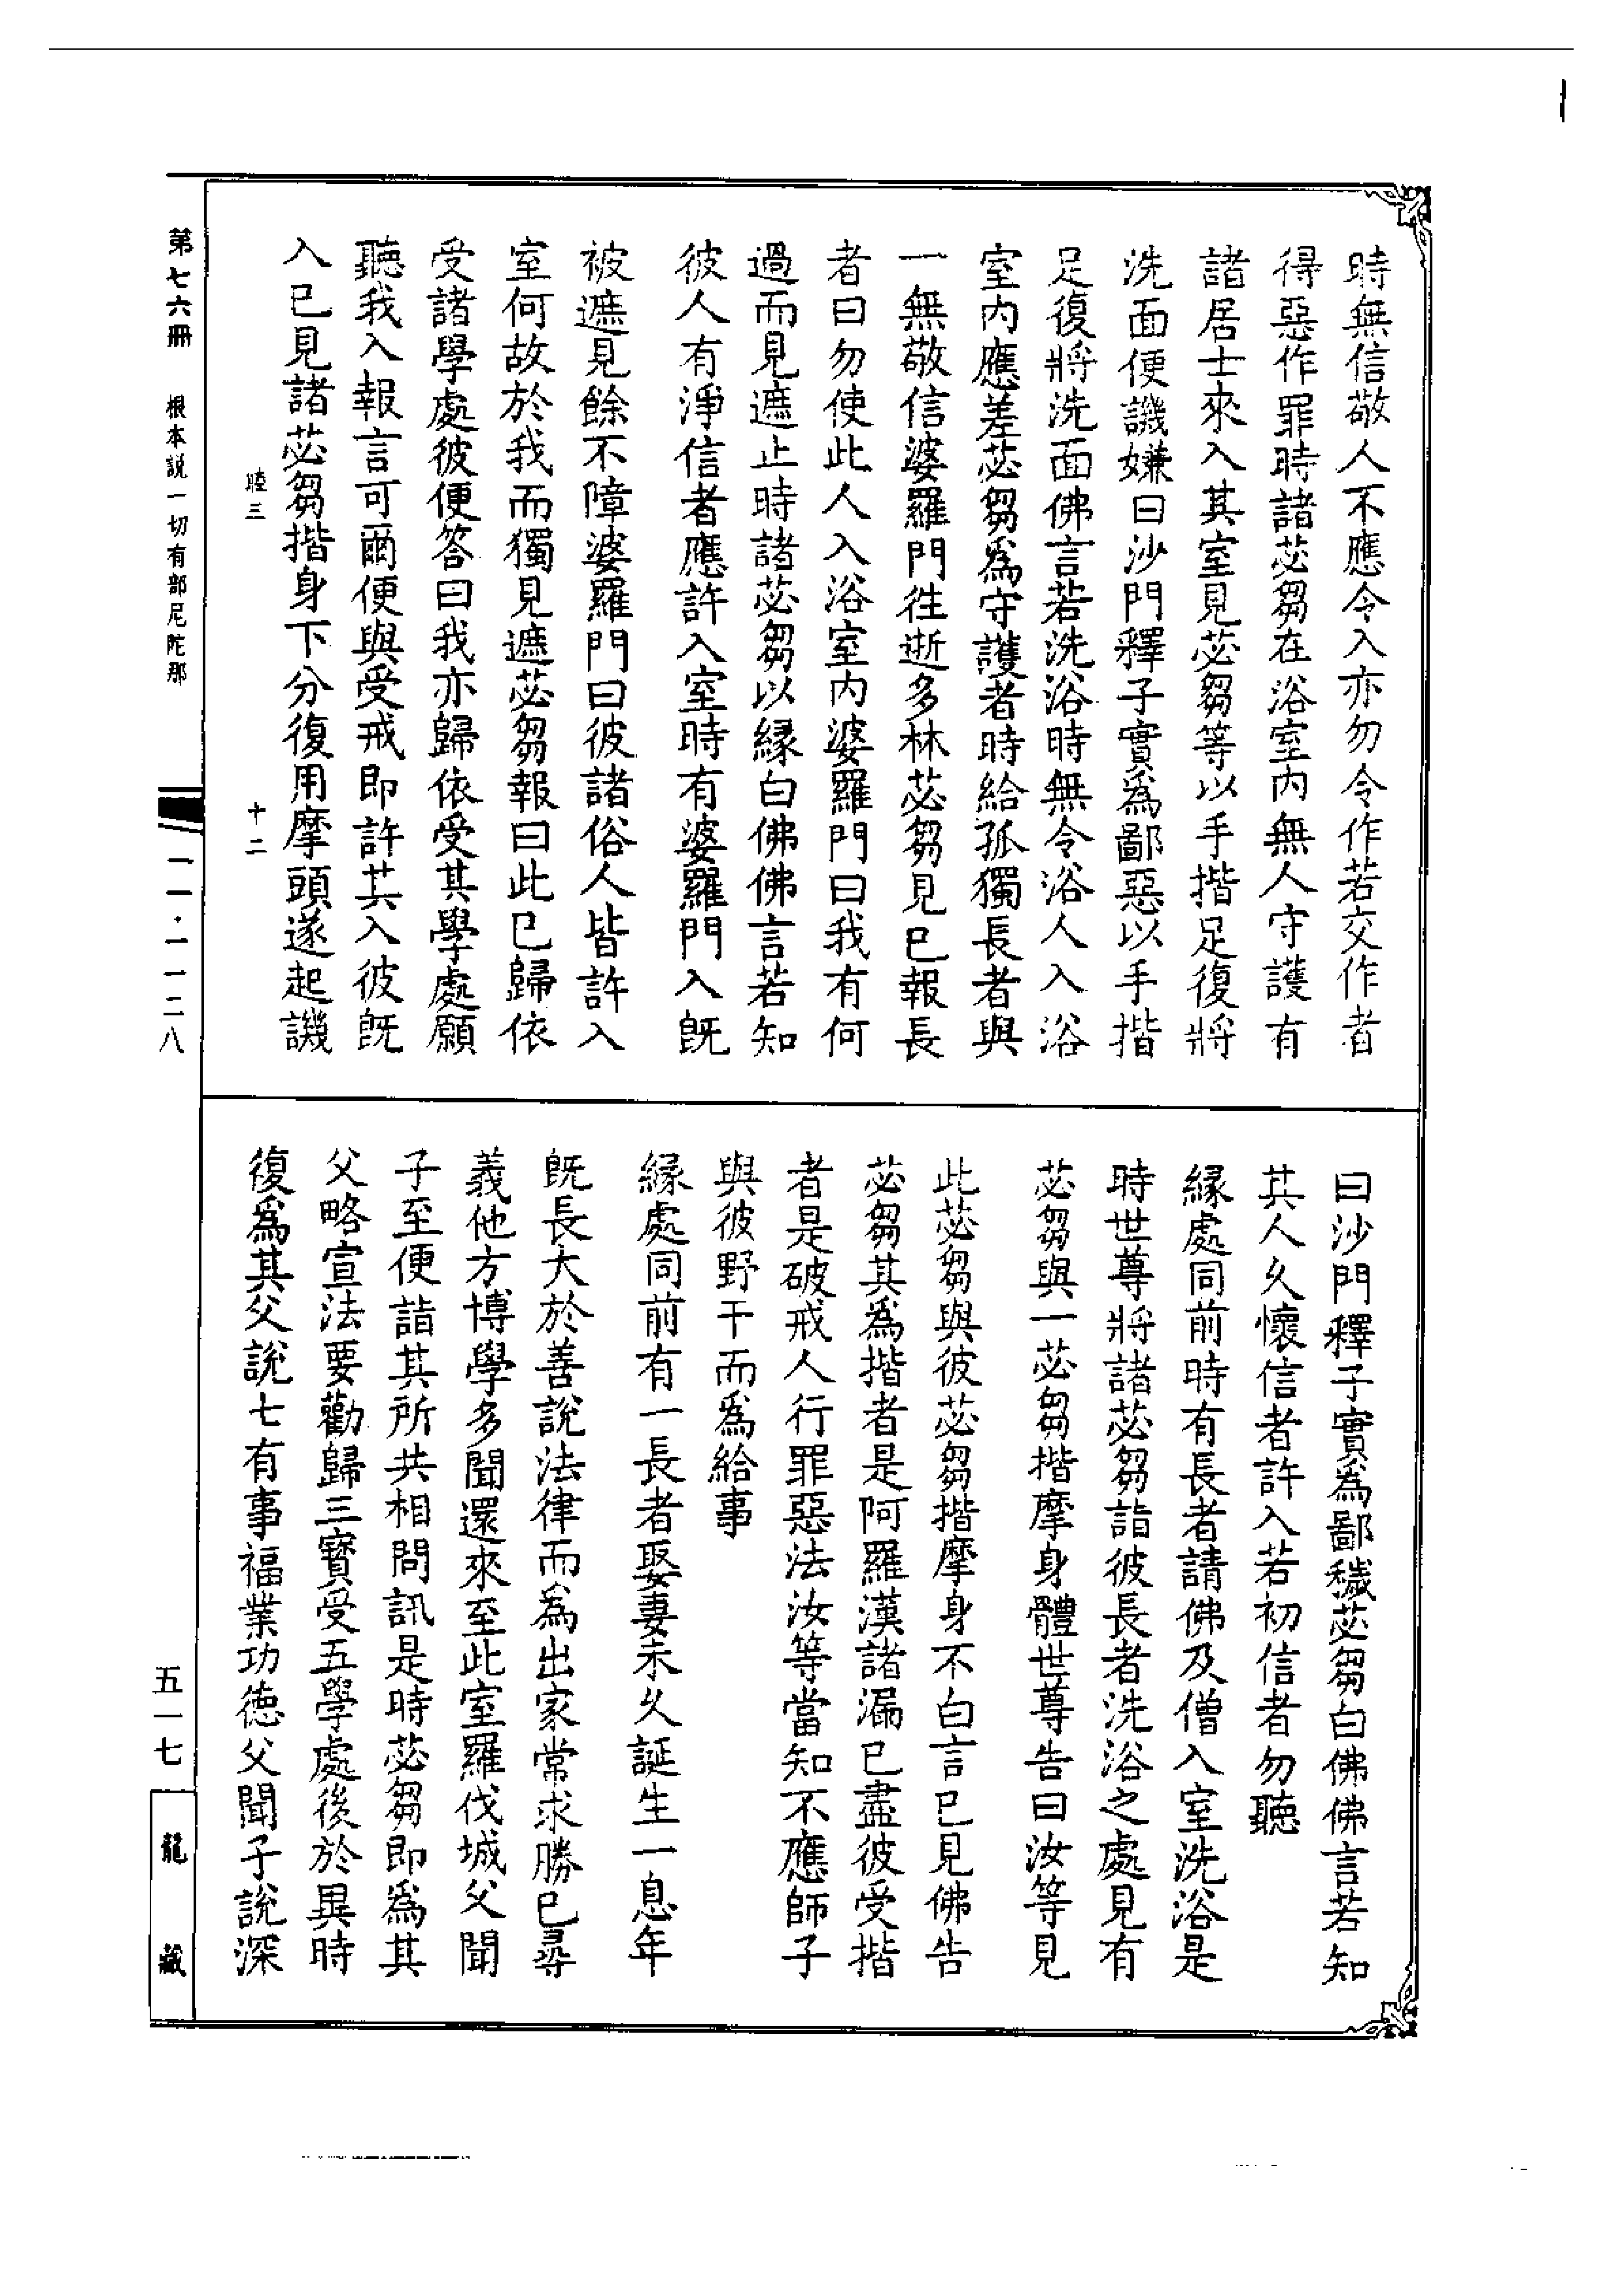 時無信敬人不應令入亦勿令作若交作者
得惡作罪時諸苾芻在浴室內無人守護有
諸居士來入其室見苾芻等以手揩足復將
洗面便譏嫌曰沙門釋子實爲鄙惡以手揩
足復將洗面佛言若洗浴時無令浴人入浴
室內應差苾芻爲守護者時給孤獨長者與
一無敬信婆羅門徃逝多林苾芻見已報長
者曰勿使此人入浴室內婆羅門曰我有何
過而見遮止時諸苾芻以緣白佛佛言若知
彼人有淨信者應許入室時有婆羅門入旣
被遮見餘不障婆羅門曰彼諸俗人皆許入
室何故於我而獨見遮苾芻報曰此已歸依
受諸學處彼便答曰我亦歸依受其學處願
聽我入報言可爾便與受戒即許其入彼旣
入已見諸苾芻揩身下分復用摩頭遂起譏
曰沙門釋子實爲鄙穢苾芻白佛佛言若知
其人久懷信者許入若初信者勿聽
緣處同前時有長者請佛及僧入室洗浴是
時世尊將諸苾芻詣彼長者洗浴之處見有
苾芻與一苾芻揩摩身體世尊告曰汝等見
此苾芻與彼苾芻揩摩身不白言已見佛告
苾芻其爲揩者是阿羅漢諸漏已盡彼受揩
者是破戒人行罪惡法汝等當知不應師子
與彼野干而爲給事
緣處同前有一長者娶妻未久誕生一息年
旣長大於善說法律而爲出家常求勝已尋
義他方博學多聞還來至此室羅伐城父聞
子至便詣其所共相問訊是時苾芻即爲其
父略宣法要勸歸三寶受五學處後於異時
復爲其父說七有事福業功德父聞子說深
睦三
十二
第七六冊
根本説一切有部尼陀那
一一·一一二八
五一七
龍藏